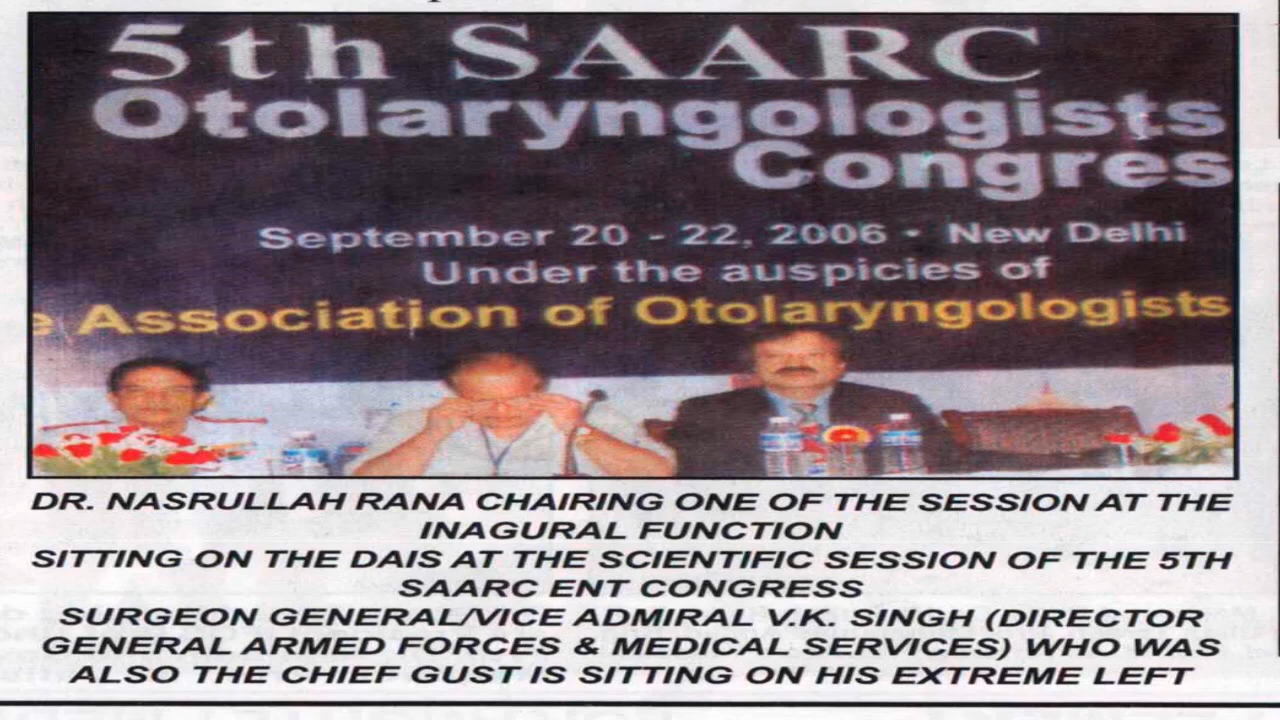 5th SAARC
Otolaryngologists
Congres
September 20 - 22, 2006 • New Delhi
Under the auspicies of
e Association of Otolaryngologists
DR. NASRULLAH RANA CHAIRING ONE OF THE SESSION AT THE
INAGURAL FUNCTION
SITTING ON THE DAIS AT THE SCIENTIFIC SESSION OF THE 5TH
SAARC ENT CONGRESS
SURGEON GENERAL/VICE ADMIRAL V.K. SINGH (DIRECTOR
GENERAL ARMED FORCES & MEDICAL SERVICES) WHO WAS
ALSO THE CHIEF GUST IS SITTING ON HIS EXTREME LEFT